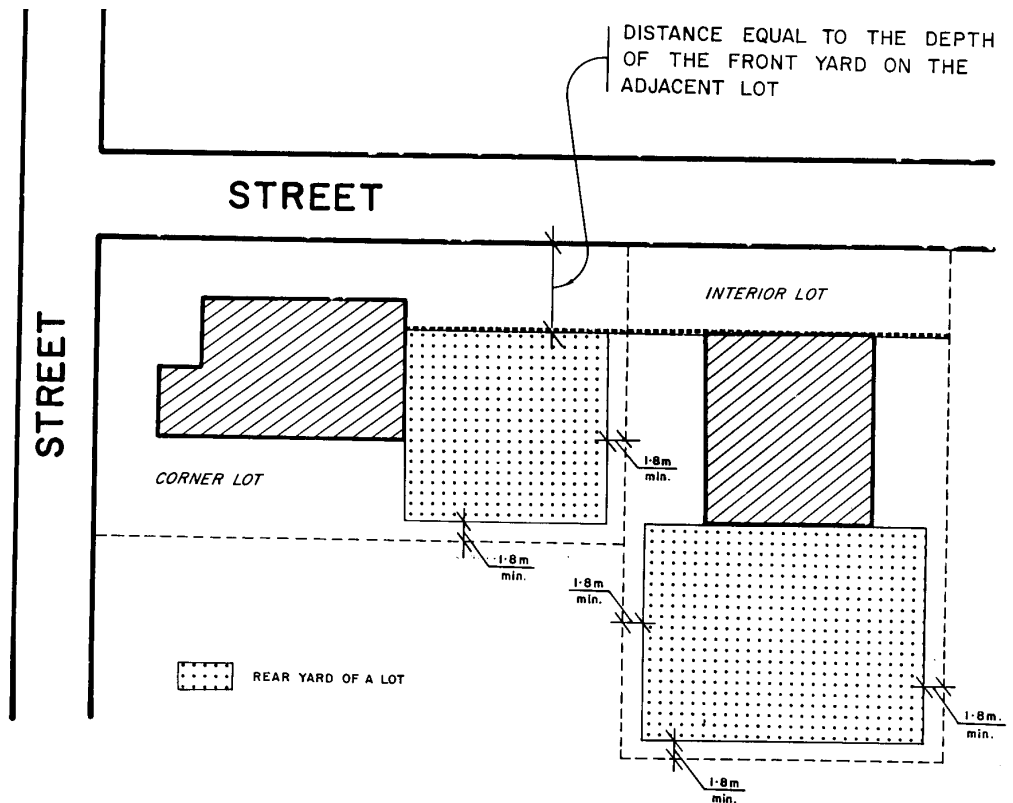 DISTANCE EQUAL TO THE DEPTH
OF THE FRONT YARD ON THE
ADJACENT LOT
STREET
INTERIOR LOT
STREET
1·8m
min.
CORNER LOT
1·8m
min.
1·8m
min.
REAR YARD OF A LOT
1·8m.
min.
1·8m
min.